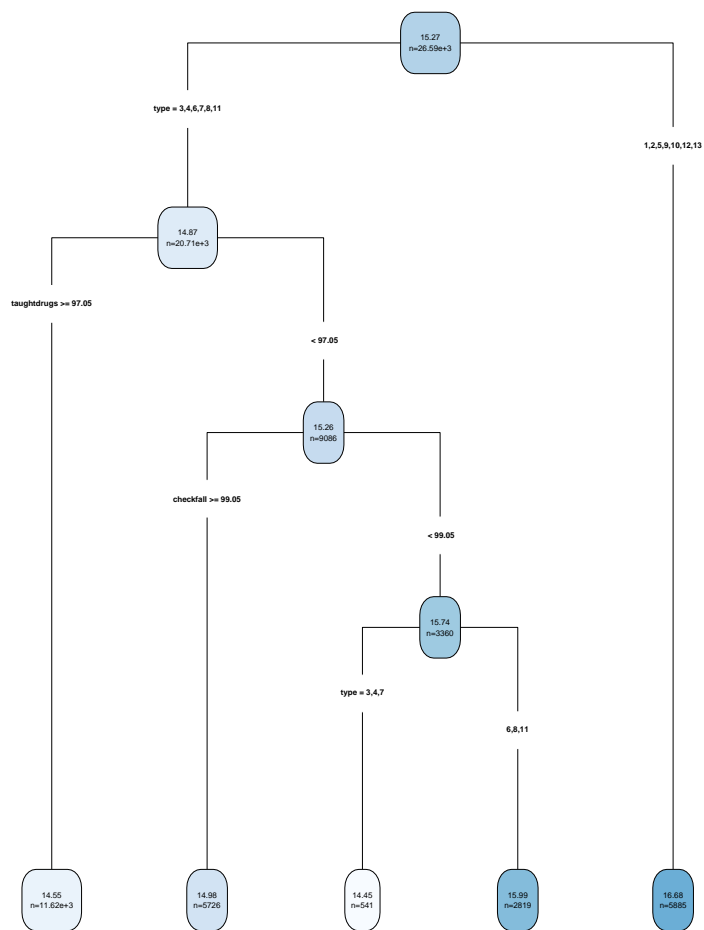 15.27
n=26.59e+3
type = 3,4,6,7,8,11
1,2,5,9,10,12,13
14.87
n=20.71e+3
taughtdrugs >= 97.05
< 97.05
15.26
n=9086
checkfall >= 99.05
< 99.05
15.74
n=3360
type = 3,4,7
6,8,11
14.55
n=11.62e+3
14.98
n=5726
14.45
n=541
15.99
n=2819
16.68
n=5885